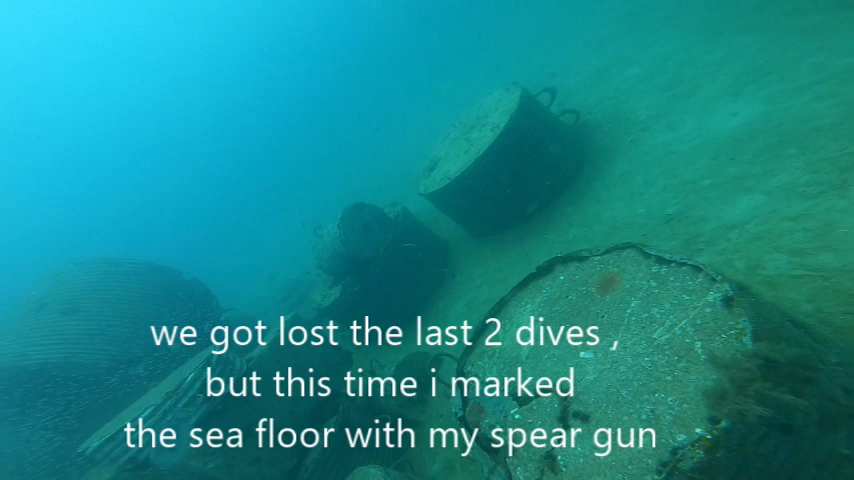 we got lost the last 2 dives ,
but this time i marked
the sea floor with my spear gun